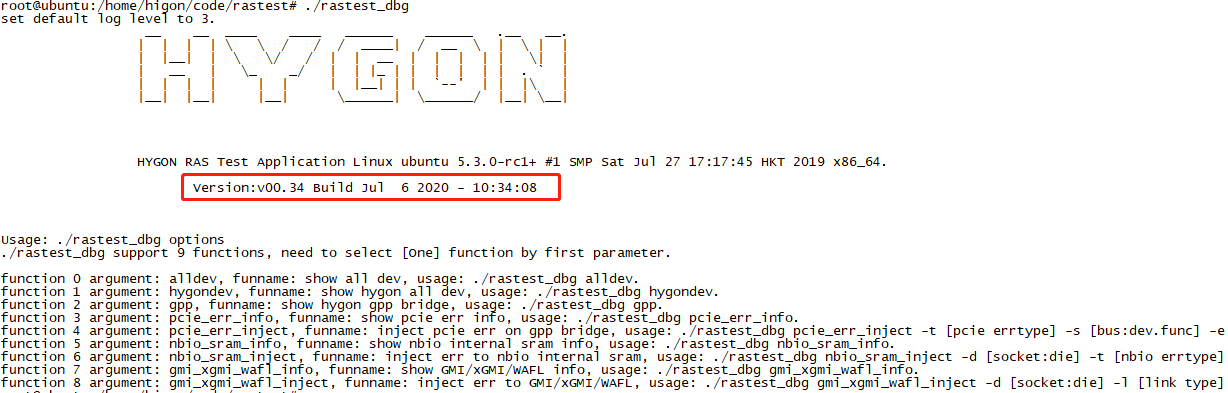 root@ubuntu:/home/higon/code/rastest# ./rastest_dbg
set default log level to 3.
HYGON
HYGON RAS Test Application Linux ubuntu 5.3.0-rc1+ #1 SMP Sat Jul 27 17:17:45 HKT 2019 x86_64.
Version:v00.34 Build Jul  6 2020 - 10:34:08
Usage: ./rastest_dbg options
./rastest_dbg support 9 functions, need to select [One] function by first parameter.
function 0 argument: alldev, funname: show all dev, usage: ./rastest_dbg alldev.
function 1 argument: hygondev, funname: show hygon all dev, usage: ./rastest_dbg hygondev.
function 2 argument: gpp, funname: show hygon gpp bridge, usage: ./rastest_dbg gpp.
function 3 argument: pcie_err_info, funname: show pcie err info, usage: ./rastest_dbg pcie_err_info.
function 4 argument: pcie_err_inject, funname: inject pcie err on gpp bridge, usage: ./rastest_dbg pcie_err_inject -t [pcie errtype] -s [bus:dev.func] -e
function 5 argument: nbio_sram_info, funname: show nbio internal sram info, usage: ./rastest_dbg nbio_sram_info.
function 6 argument: nbio_sram_inject, funname: inject err to nbio internal sram, usage: ./rastest_dbg nbio_sram_inject -d [socket:die] -t [nbio errtype]
function 7 argument: gmi_xgmi_wafl_info, funname: show GMI/xGMI/WAFL info, usage: ./rastest_dbg gmi_xgmi_wafl_info.
function 8 argument: gmi_xgmi_wafl_inject, funname: inject err to GMI/xGMI/WAFL, usage: ./rastest_dbg gmi_xgmi_wafl_inject -d [socket:die] -l [link type]